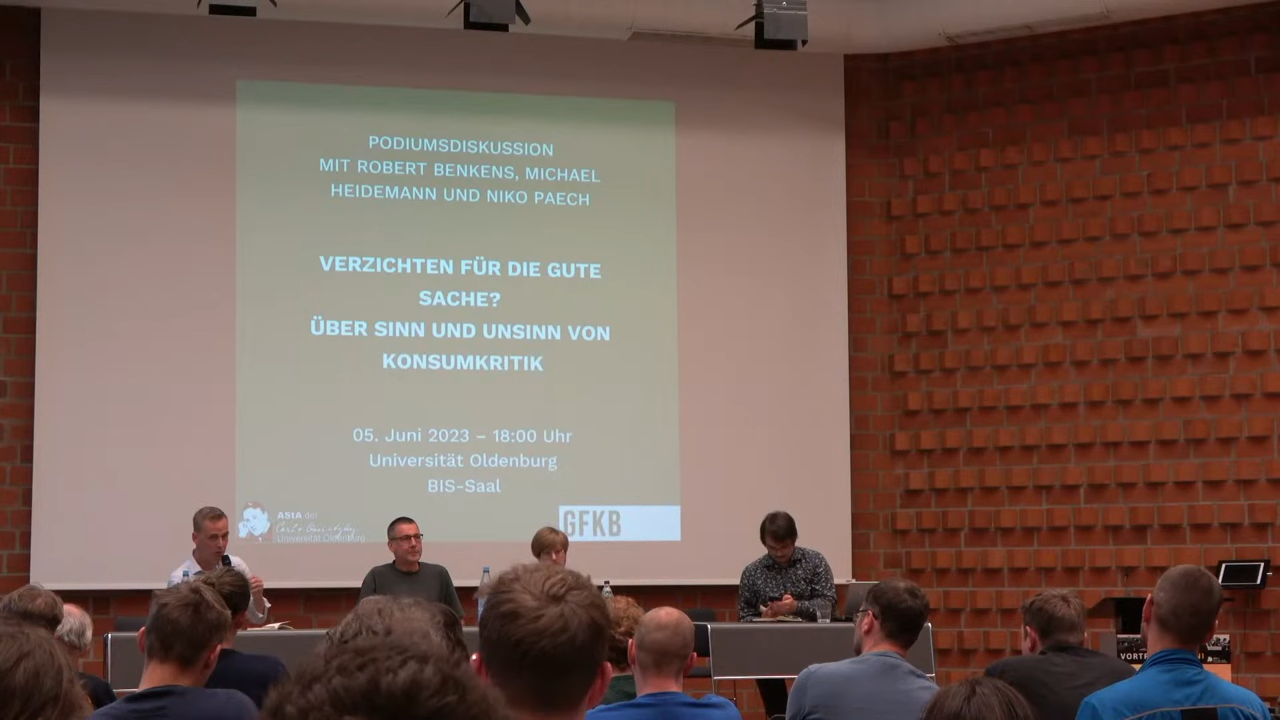 PODIUMSDISKUSSION
MIT ROBERT BENKENS, MICHAEL
HEIDEMANN UND NIKO PAECH
VERZICHTEN FÜR DIE GUTE
SACHE?
ÜBER SINN UND UNSINN VON
KONSUMKRITIK
05. Juni 2023 – 18:00 Uhr
Universität Oldenburg
BIS-Saal
AStA der
Universität Oldenburg
GFKB
VORTR